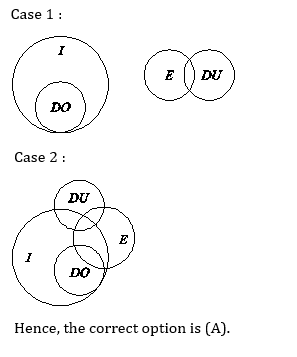 Case 1 :
I
DO
E
DU
Case 2 :
DU
E
I
DO
Hence, the correct option is (A).